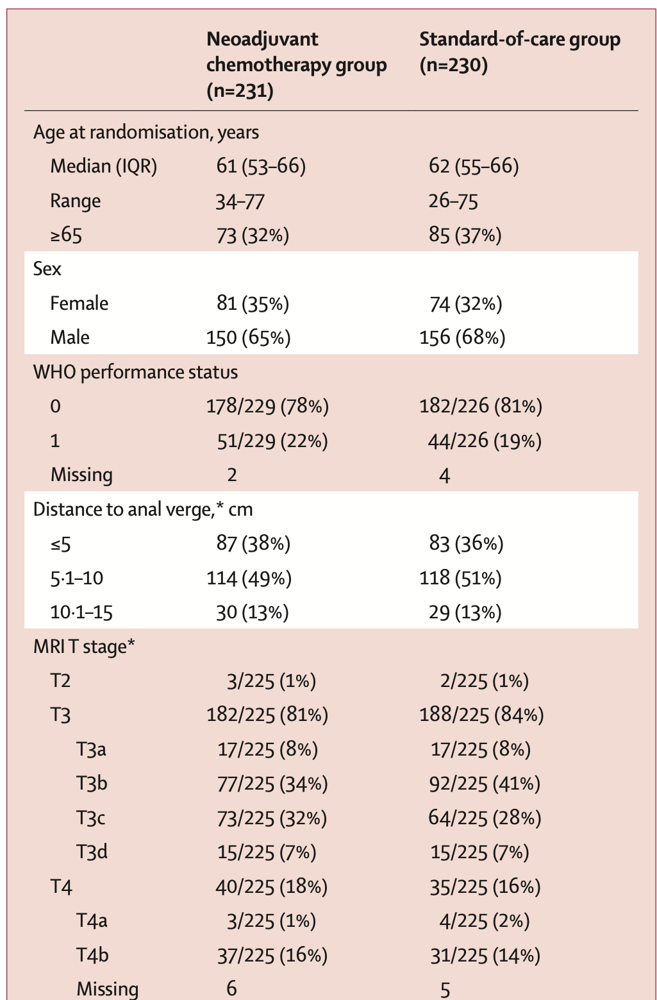 Neoadjuvant chemotherapy group (n=231) Standard-of-care group (n=230)
Age at randomisation, years
Median (IQR) 61 (53–66) 62 (55–66)
Range 34–77 26–75
≥65 73 (32%) 85 (37%)
Sex
Female 81 (35%) 74 (32%)
Male 150 (65%) 156 (68%)
WHO performance status
0 178/229 (78%) 182/226 (81%)
1 51/229 (22%) 44/226 (19%)
Missing 2 4
Distance to anal verge,* cm
≤5 87 (38%) 83 (36%)
5·1–10 114 (49%) 118 (51%)
10·1–15 30 (13%) 29 (13%)
MRI T stage*
T2 3/225 (1%) 2/225 (1%)
T3 182/225 (81%) 188/225 (84%)
T3a 17/225 (8%) 17/225 (8%)
T3b 77/225 (34%) 92/225 (41%)
T3c 73/225 (32%) 64/225 (28%)
T3d 15/225 (7%) 15/225 (7%)
T4 40/225 (18%) 35/225 (16%)
T4a 3/225 (1%) 4/225 (2%)
T4b 37/225 (16%) 31/225 (14%)
Missing 6 5